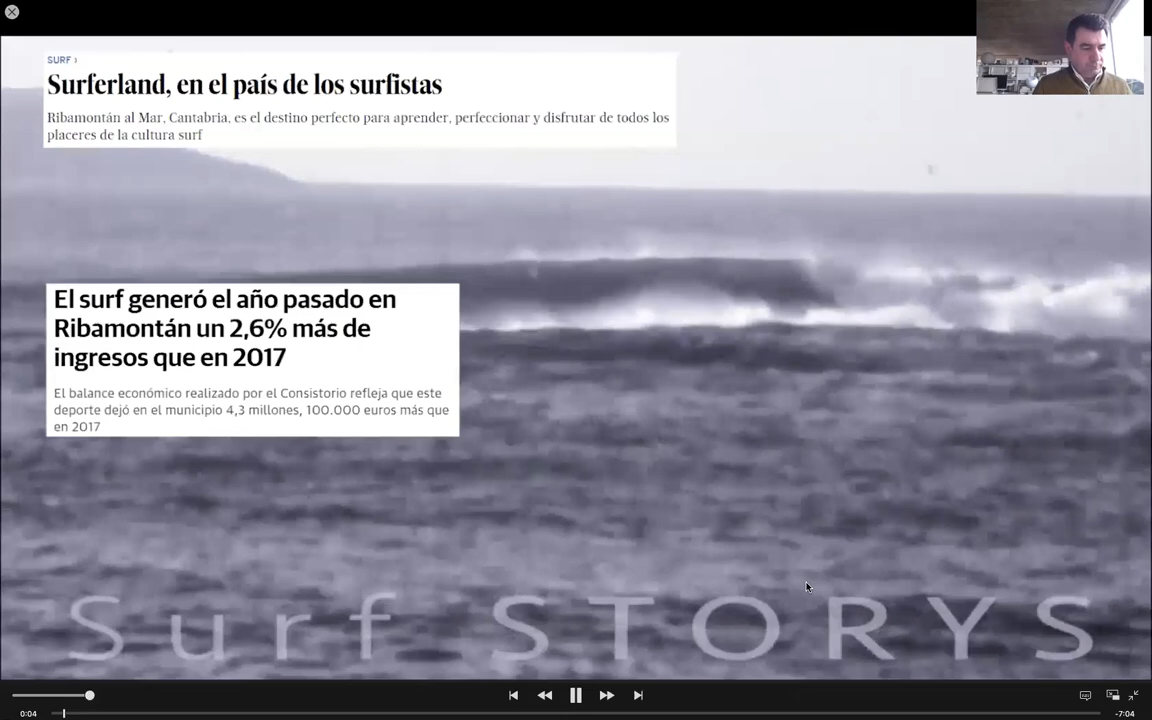 SURF ›
Surferland, en el país de los surfistas
Ribamontán al Mar, Cantabria, es el destino perfecto para aprender, perfeccionar y disfrutar de todos los
placeres de la cultura surf
El surf generó el año pasado en
Ribamontán un 2,6% más de
ingresos que en 2017
El balance económico realizado por el Consistorio refleja que este
deporte dejó en el municipio 4,3 millones, 100.000 euros más que
en 2017
Surf STORYS
0:04
-7:04